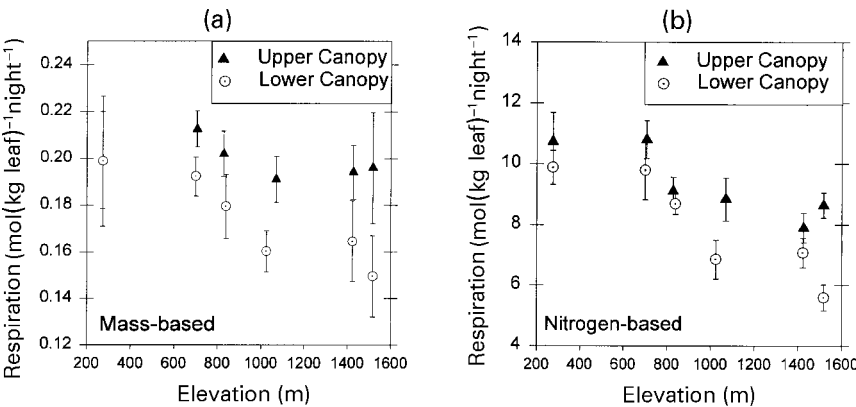 (a)
Respiration (mol(kg leaf)⁻¹night⁻¹)
0.24
0.22
0.20
0.18
0.16
0.14
0.12
Upper Canopy
Lower Canopy
Mass-based
200 400 600 800 1000 1200 1400 1600
Elevation (m)
(b)
Respiration (mol(kg leaf)⁻¹night⁻¹)
14
12
10
8
6
4
Upper Canopy
Lower Canopy
Nitrogen-based
200 400 600 800 1000 1200 1400 1600
Elevation (m)